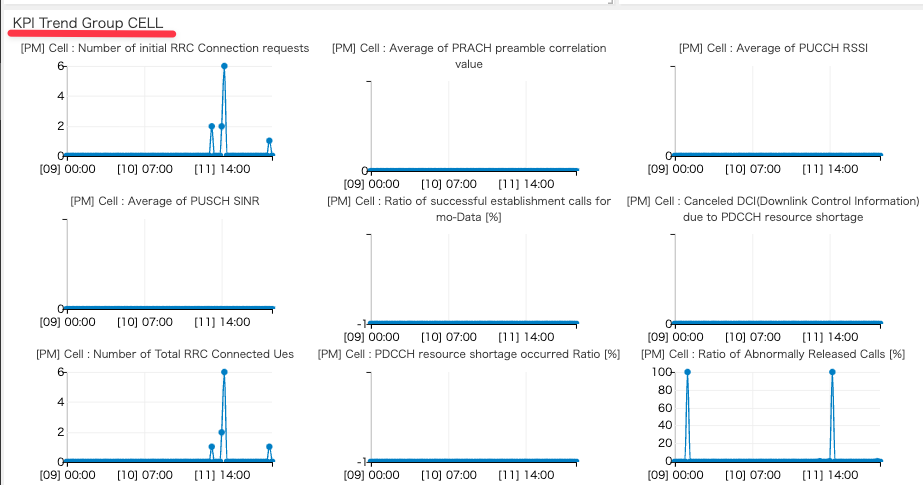 KPI Trend Group CELL
[PM] Cell : Number of initial RRC Connection requests
6
4
2
0
[09] 00:00 [10] 07:00 [11] 14:00
[PM] Cell : Average of PRACH preamble correlation
value
0
[09] 00:00 [10] 07:00 [11] 14:00
[PM] Cell : Average of PUCCH RSSI
0
[09] 00:00 [10] 07:00 [11] 14:00
[PM] Cell : Average of PUSCH SINR
0
[09] 00:00 [10] 07:00 [11] 14:00
[PM] Cell : Ratio of successful establishment calls for
mo-Data [%]
-1
[09] 00:00 [10] 07:00 [11] 14:00
[PM] Cell : Canceled DCI(Downlink Control Information)
due to PDCCH resource shortage
0
[09] 00:00 [10] 07:00 [11] 14:00
[PM] Cell : Number of Total RRC Connected Ues
6
4
2
0
[09] 00:00 [10] 07:00 [11] 14:00
[PM] Cell : PDCCH resource shortage occurred Ratio [%]
-1
[09] 00:00 [10] 07:00 [11] 14:00
[PM] Cell : Ratio of Abnormally Released Calls [%]
100
80
60
40
20
0
[09] 00:00 [10] 07:00 [11] 14:00